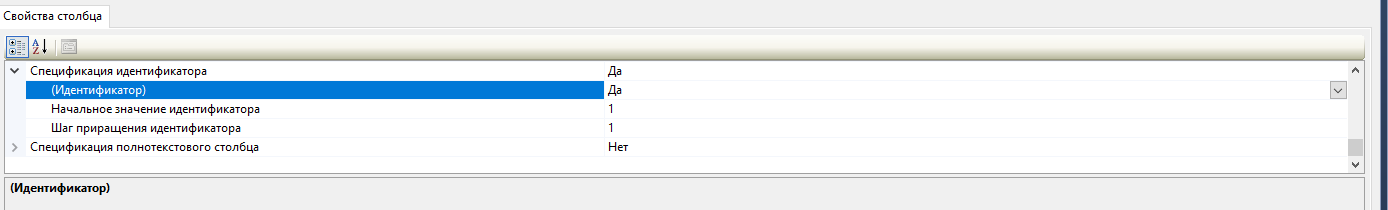 Свойства столбца
Спецификация идентификатора Да
(Идентификатор) Да
Начальное значение идентификатора 1
Шаг приращения идентификатора 1
Спецификация полнотекстового столбца Нет
(Идентификатор)